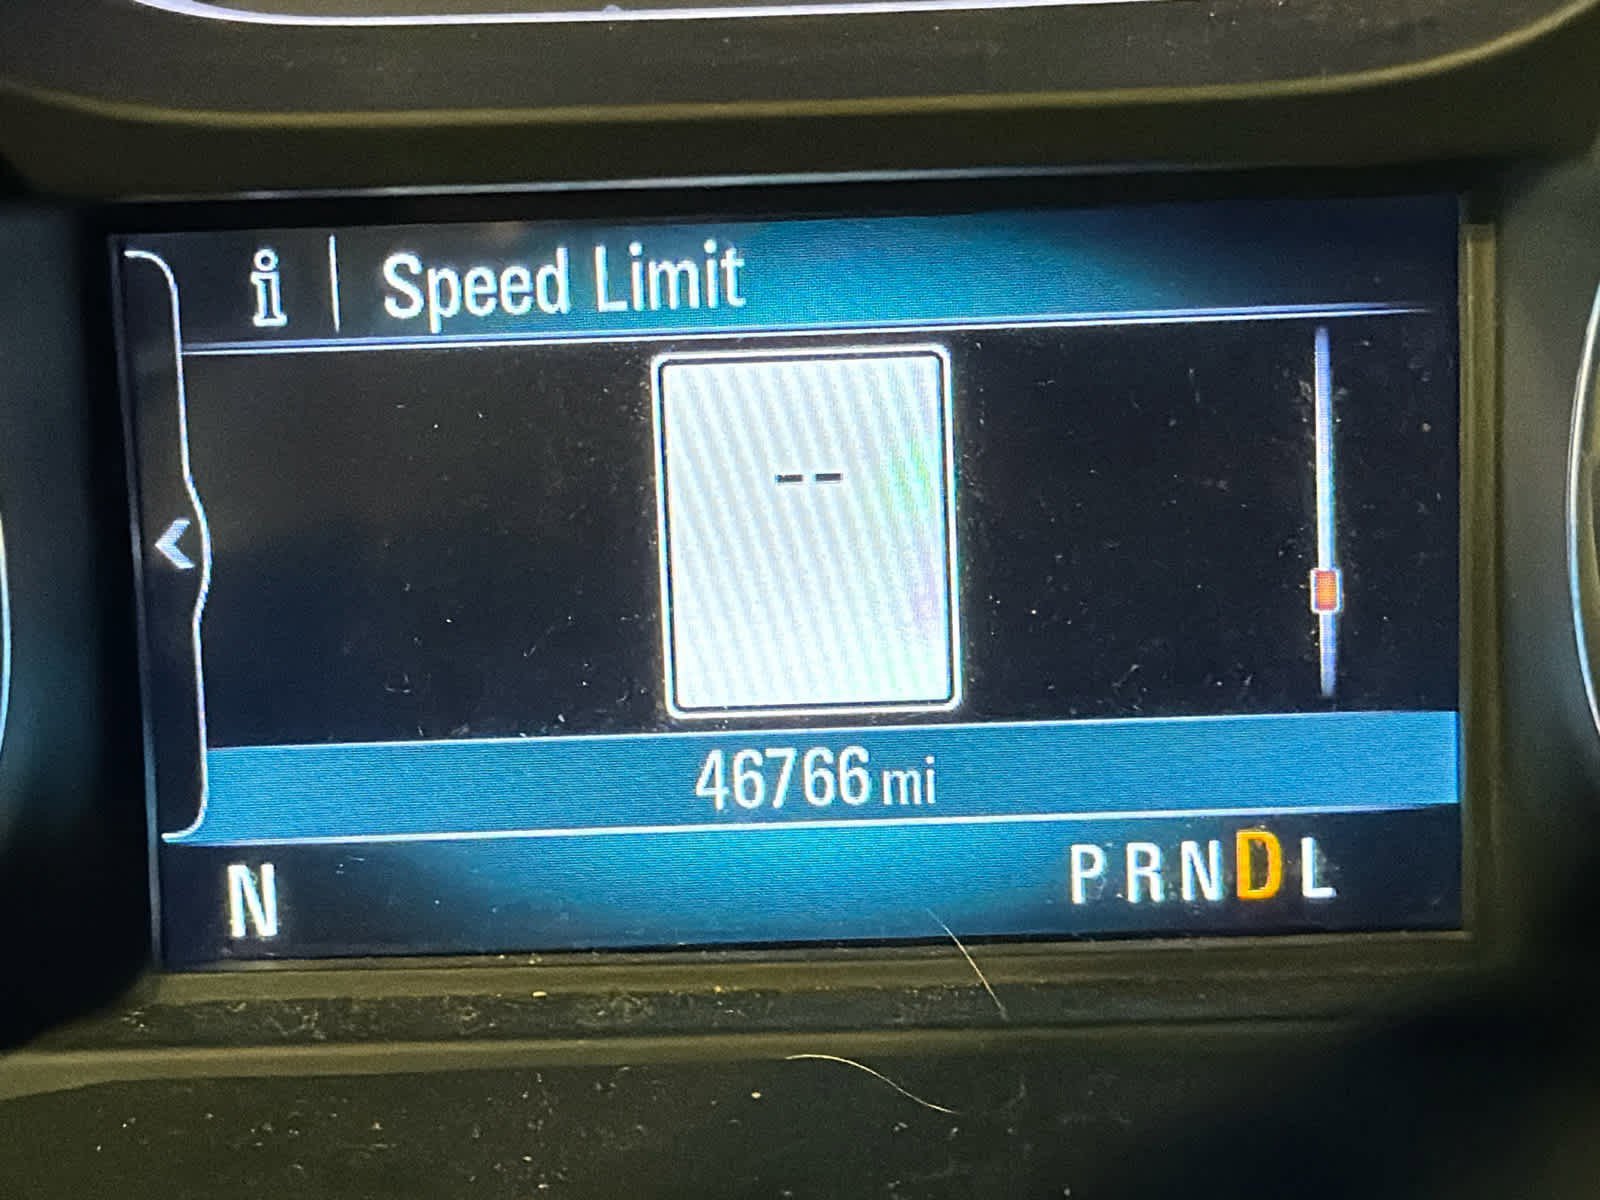 i | Speed Limit
--
46766 mi
N PRNDL